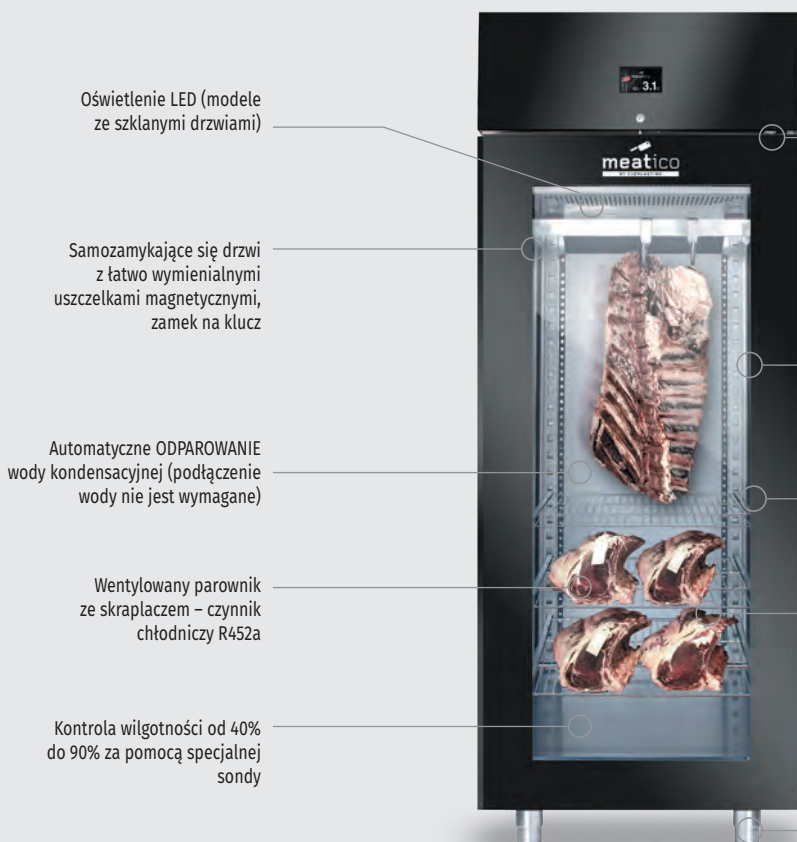 Oświetlenie LED (modele
ze szklanymi drzwiami)
Samozamykające się drzwi
z łatwo wymienialnymi
uszczelkami magnetycznymi,
zamek na klucz
Automatyczne ODPAROWANIE
wody kondensacyjnej (podłączenie
wody nie jest wymagane)
Wentylowany parownik
ze skraplaczem – czynnik
chłodniczy R452a
Kontrola wilgotności od 40%
do 90% za pomocą specjalnej
sondy
3.1
meatico
BY EVERLASTING